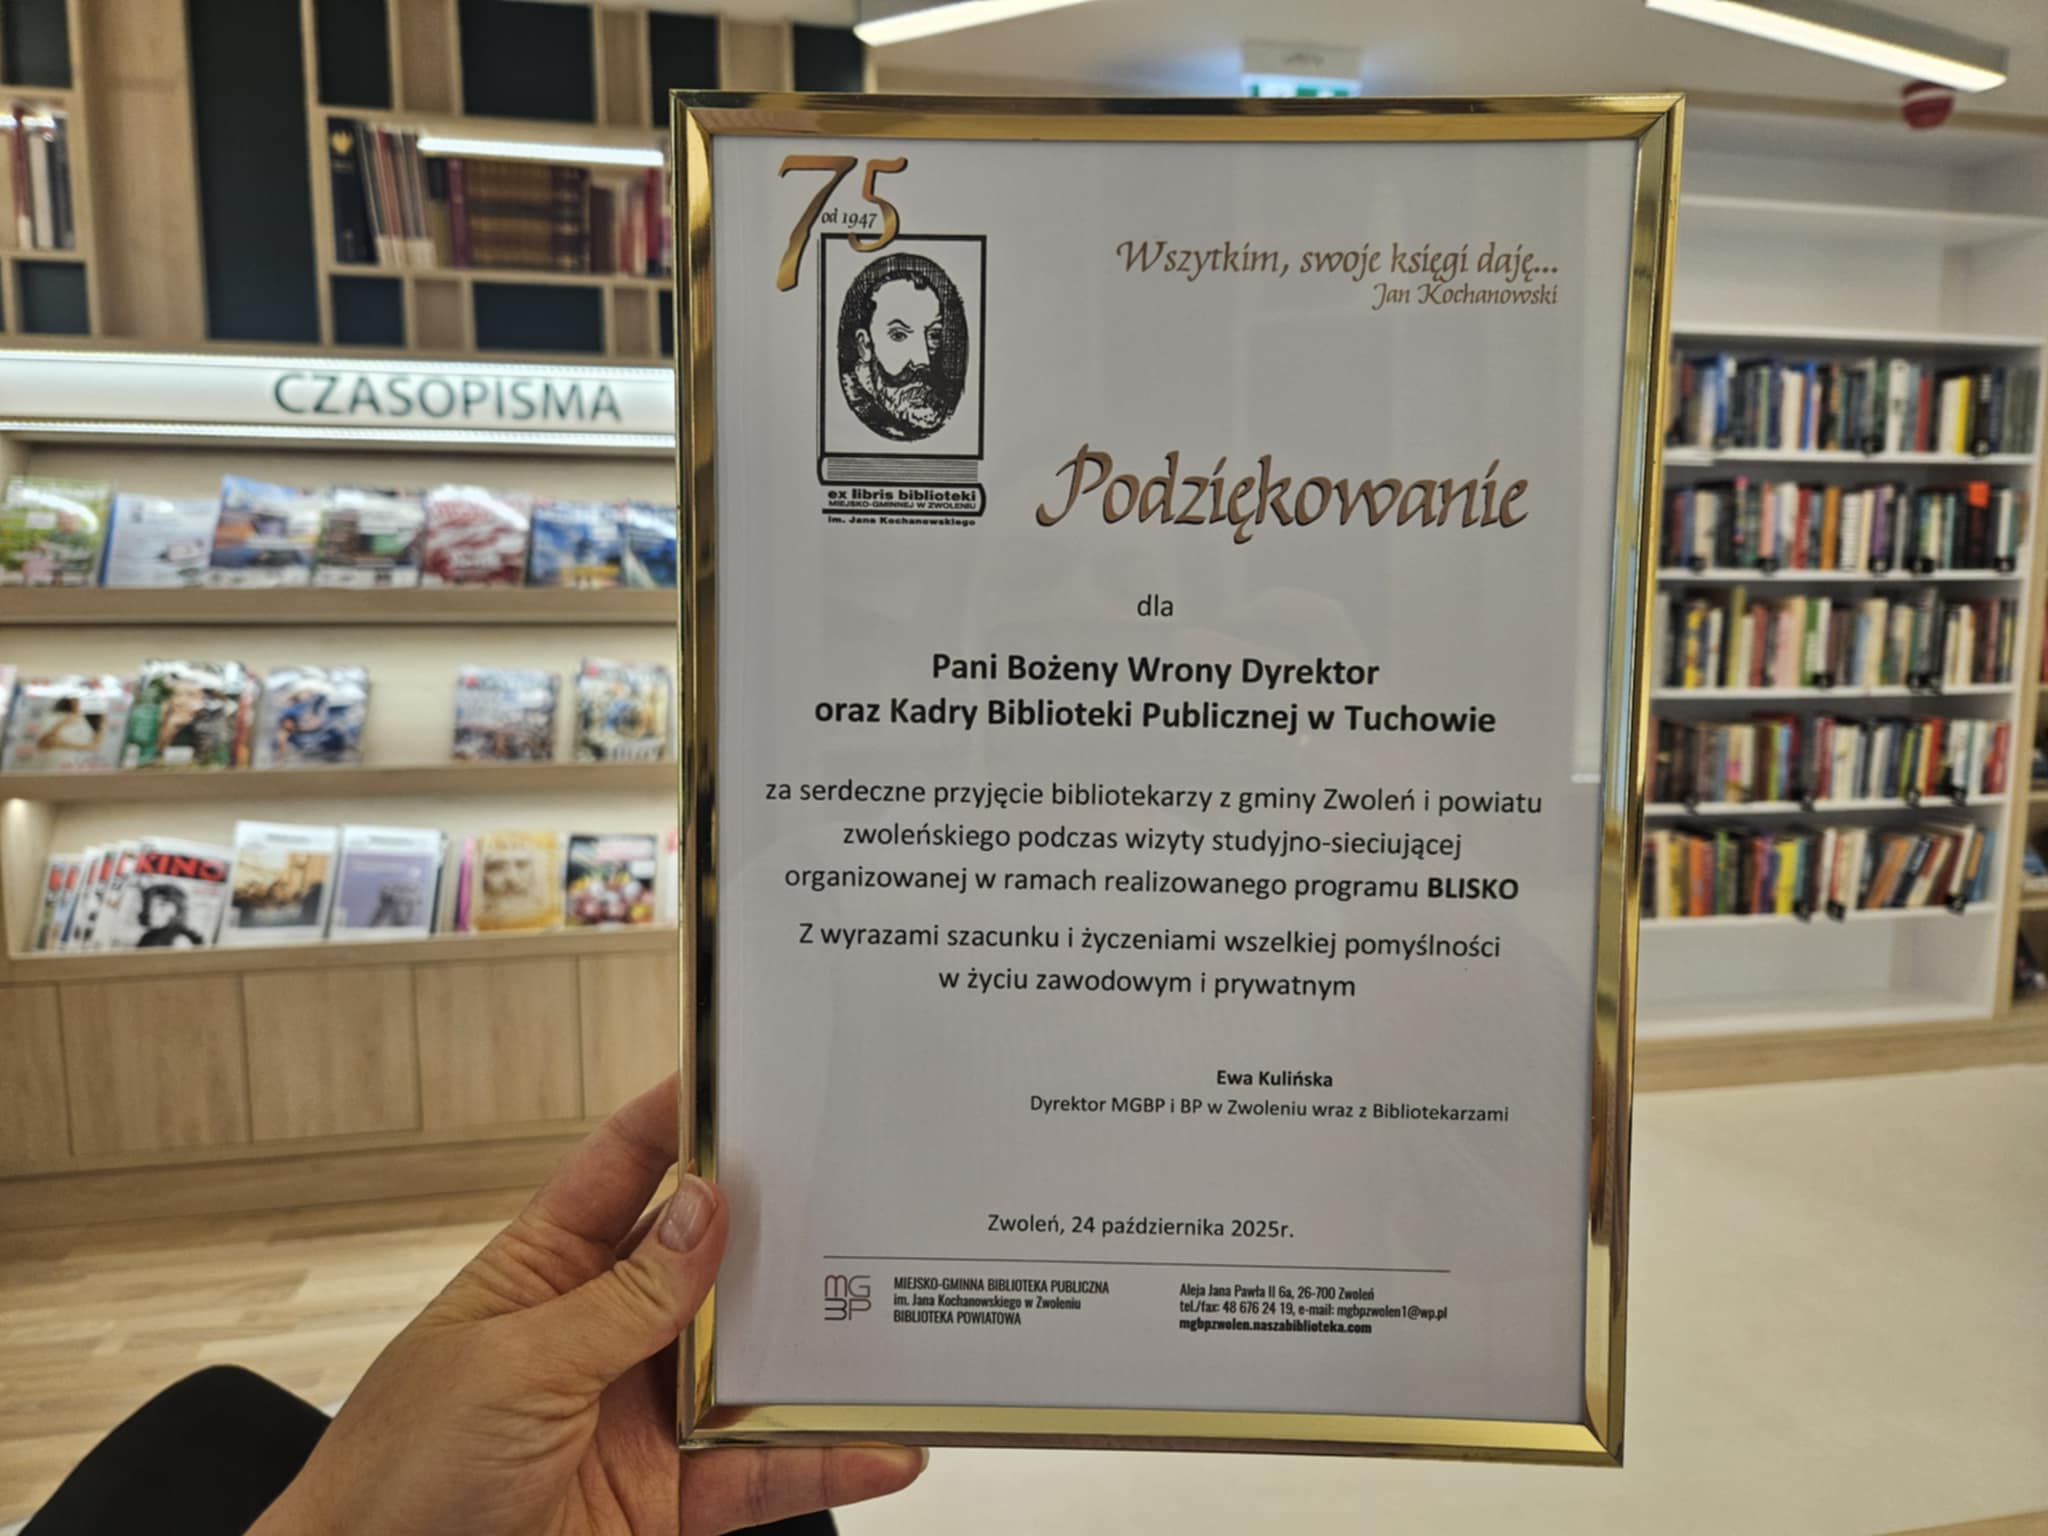 CZASOPISMA
KINO
75
od 1947
ex libris biblioteki
MIEJSKO-GMINNEJ W ZWOLENIU
im. Jana Kochanowskiego
Wszytkim, swoje księgi daję...
Jan Kochanowski
Podziękowanie
dla
Pani Bożeny Wrony Dyrektor
oraz Kadry Biblioteki Publicznej w Tuchowie
za serdeczne przyjęcie bibliotekarzy z gminy Zwoleń i powiatu
zwoleńskiego podczas wizyty studyjno-sieciującej
organizowanej w ramach realizowanego programu BLISKO
Z wyrazami szacunku i życzeniami wszelkiej pomyślności
w życiu zawodowym i prywatnym
Ewa Kulińska
Dyrektor MGBP i BP w Zwoleniu wraz z Bibliotekarzami
Zwoleń, 24 października 2025r.
MG
BP
MIEJSKO-GMINNA BIBLIOTEKA PUBLICZNA
im. Jana Kochanowskiego w Zwoleniu
BIBLIOTEKA POWIATOWA
Aleja Jana Pawła II 6a, 26-700 Zwoleń
tel./fax: 48 676 24 19, e-mail: mgbpzwolen1@wp.pl
mgbpzwolen.naszabiblioteka.com